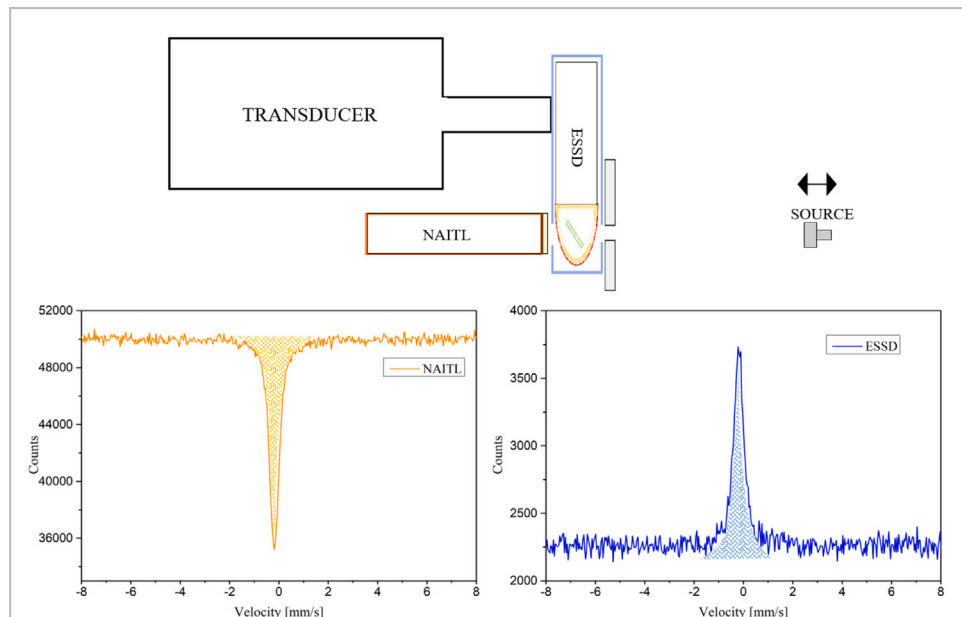 TRANSDUCER
ESSD
SOURCE
NAITL
52000
48000
44000
40000
36000
Counts
NAITL
-8 -6 -4 -2 0 2 4 6 8
Velocity [mm/s]
4000
3500
3000
2500
2000
Counts
ESSD
-8 -6 -4 -2 0 2 4 6 8
Velocity [mm/s]